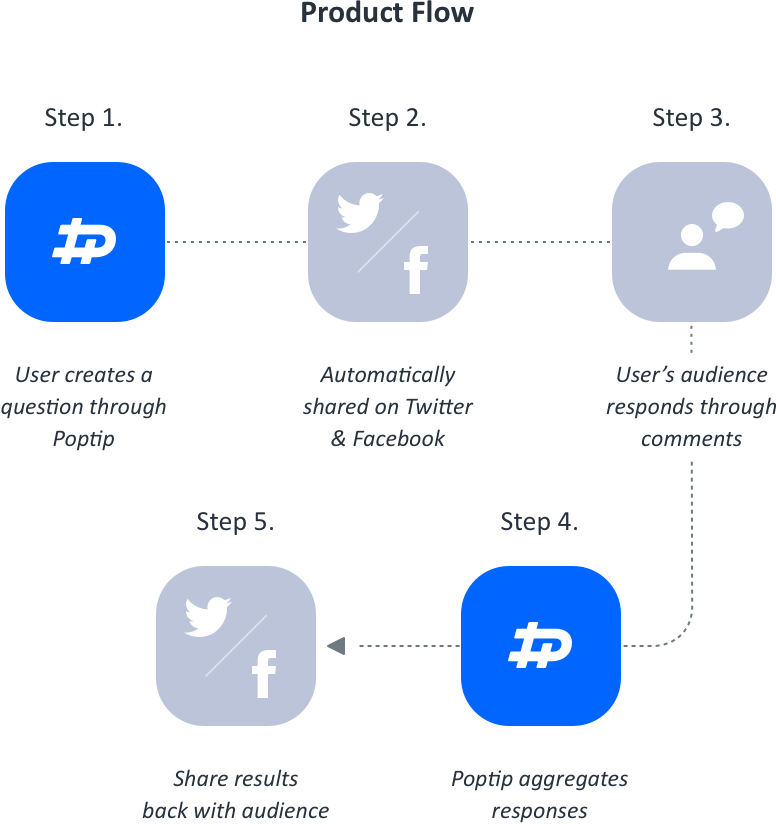 Product Flow
Step 1.
Step 2.
Step 3.
User creates a
question through
Poptip
Automatically
shared on Twitter
& Facebook
User's audience
responds through
comments
Step 5.
Step 4.
Share results
back with audience
Poptip aggregates
responses